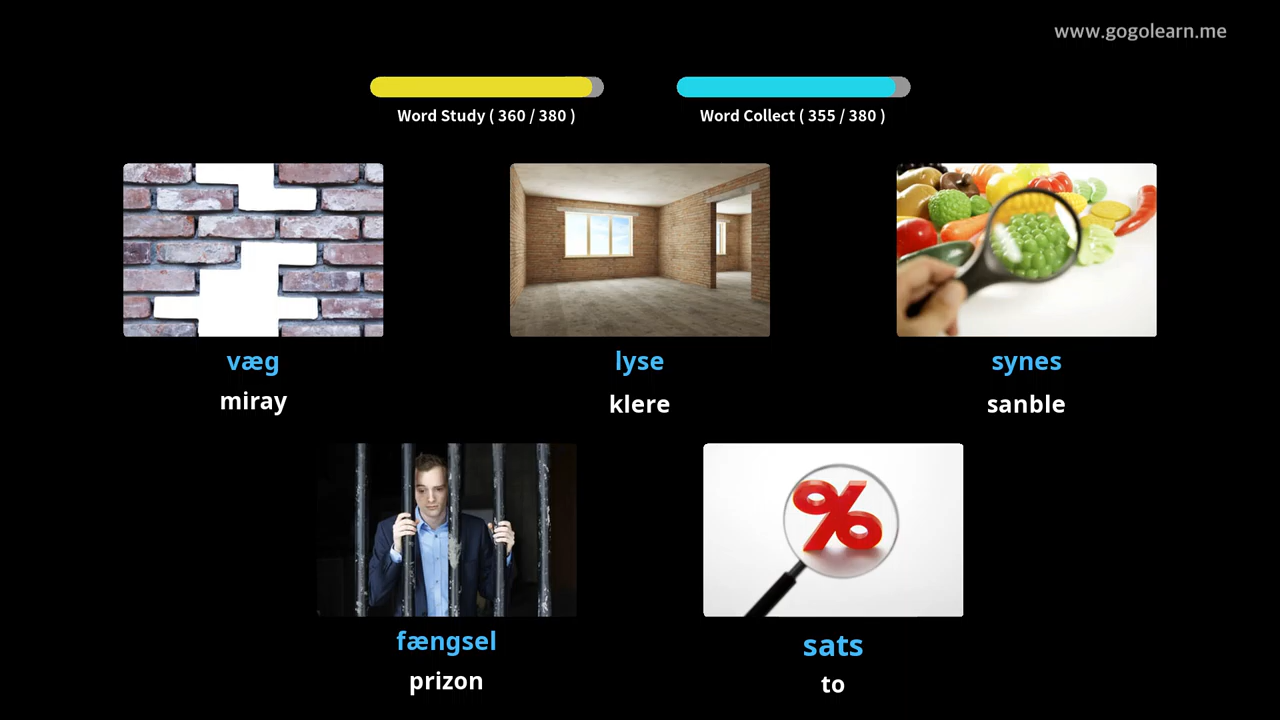 www.gogolearn.me
Word Study ( 360 / 380 )
Word Collect ( 355 / 380 )
væg
miray
lyse
klere
synes
sanble
fængsel
prizon
%
sats
to